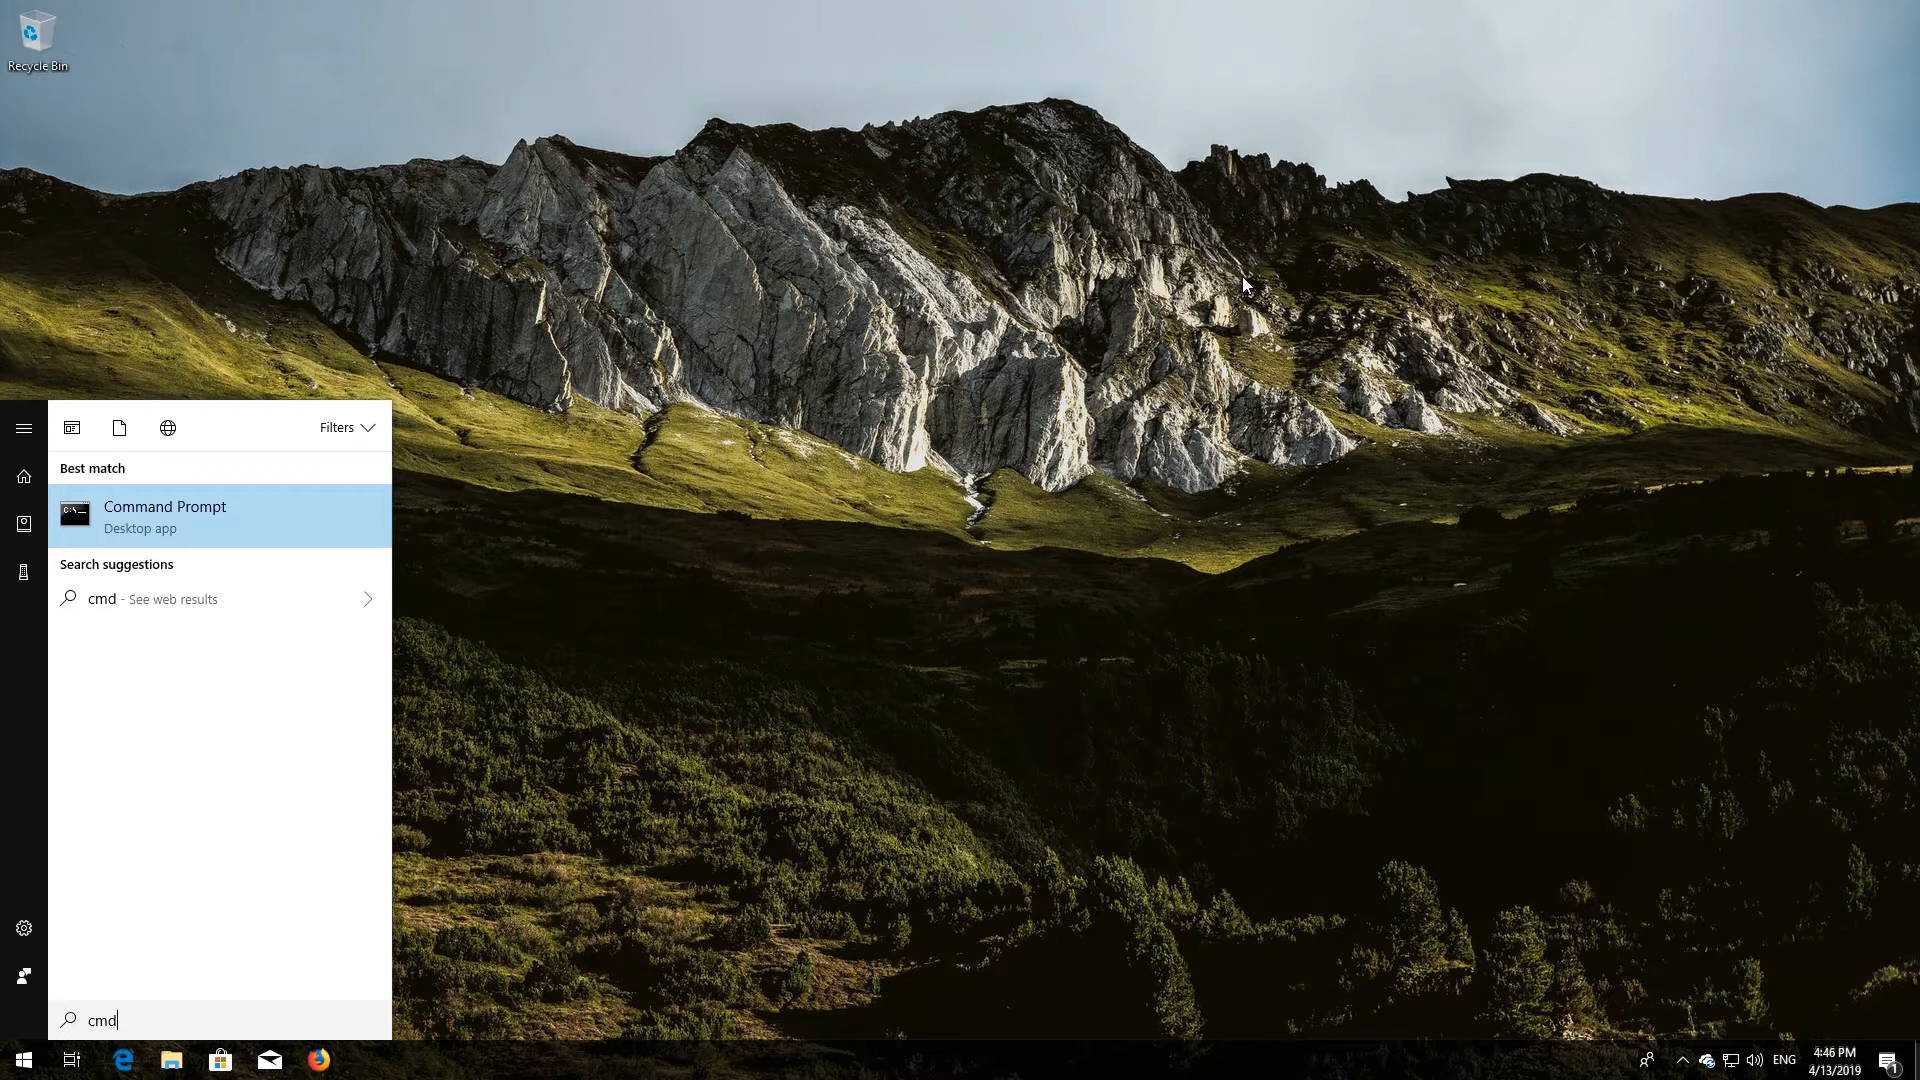 Recycle Bin
Filters
Best match
Command Prompt
Desktop app
Search suggestions
cmd - See web results
cmd
ENG
4:46 PM
4/13/2019
1